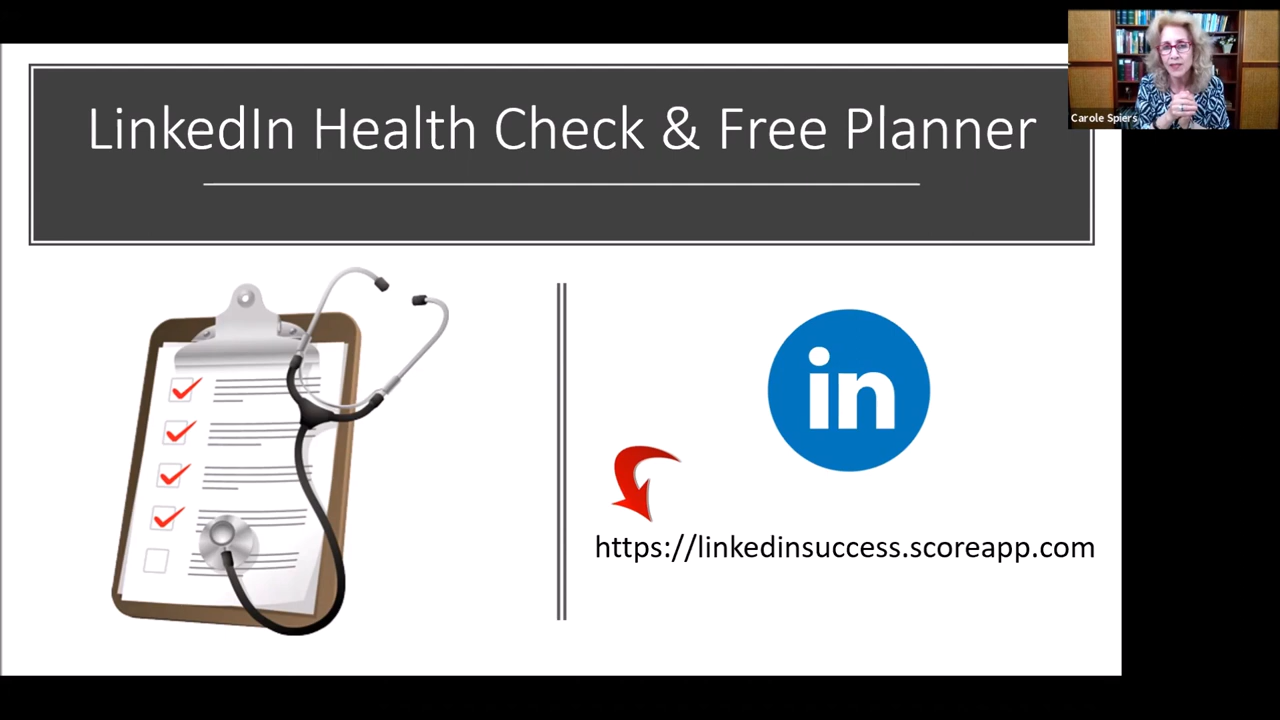 LinkedIn Health Check & Free Planner
Carole Spiers
in
https://linkedinsuccess.scoreapp.com